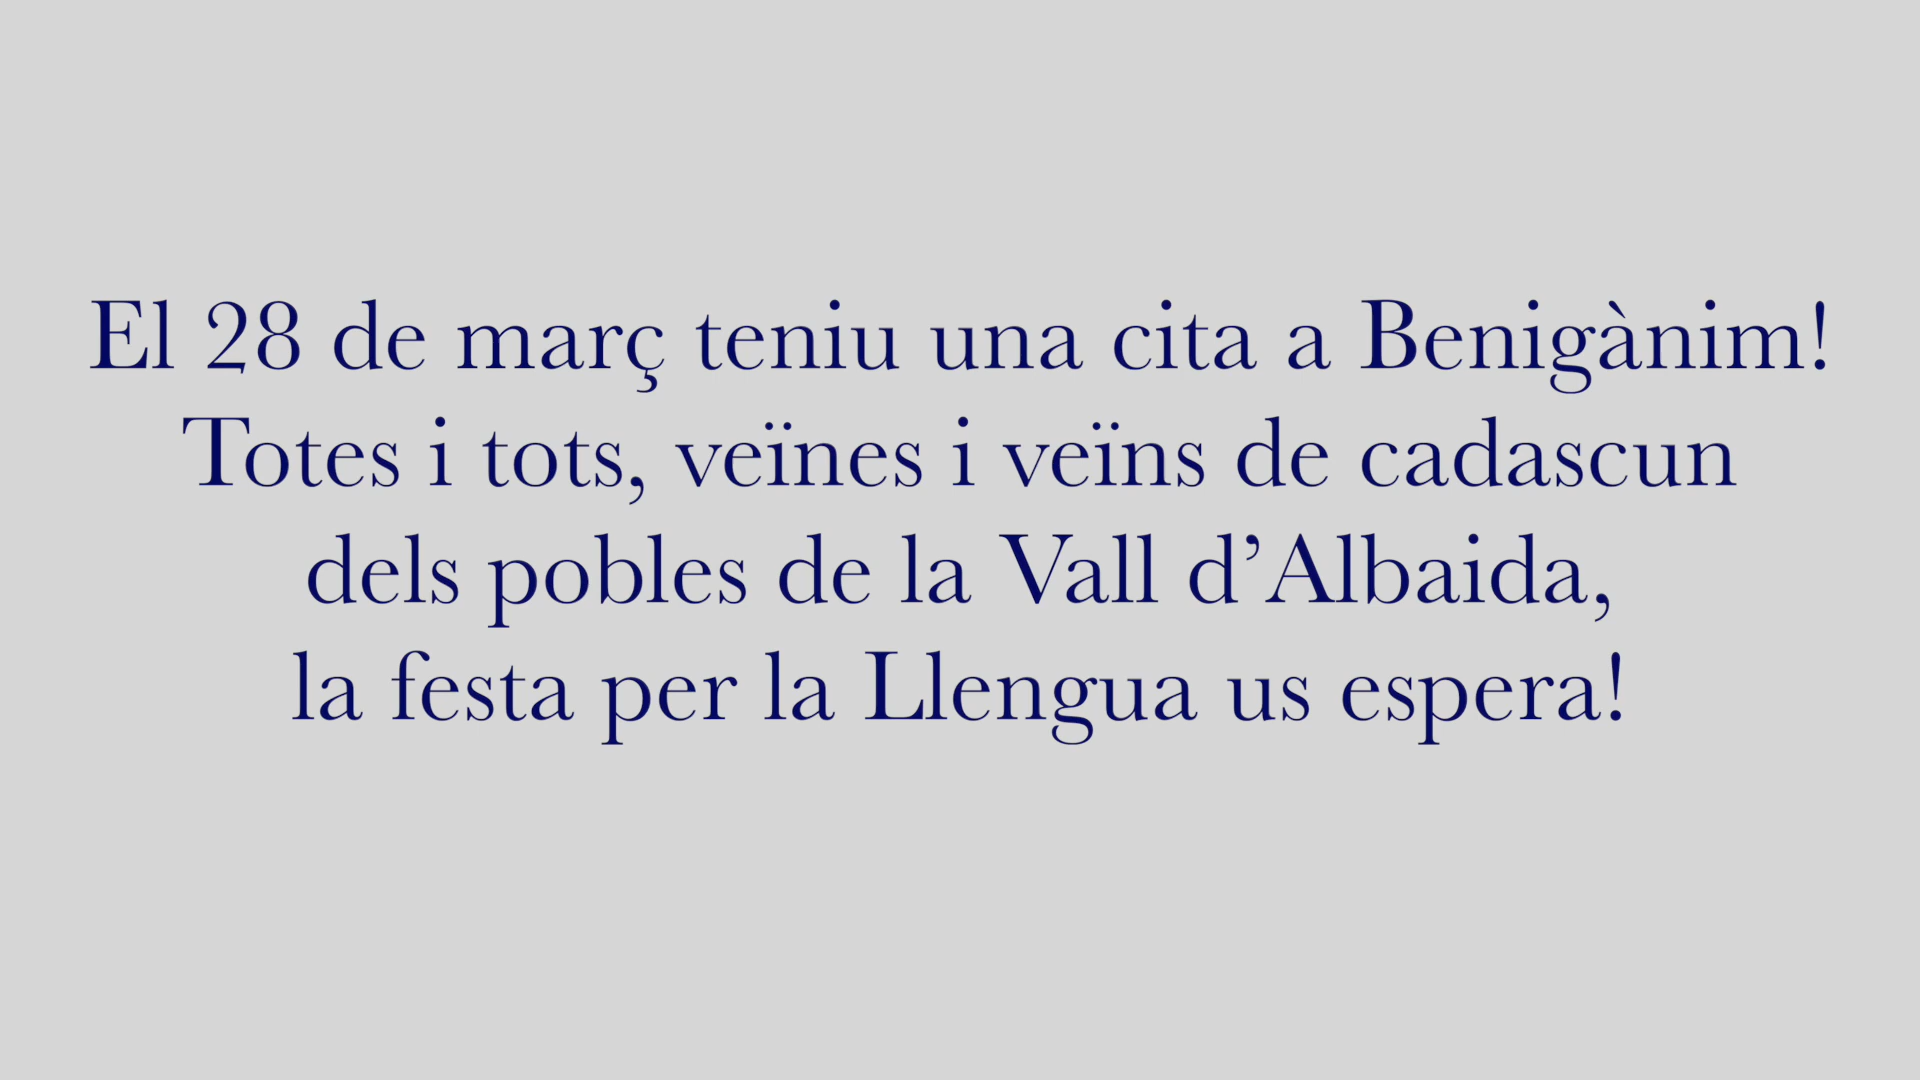 El 28 de març teniu una cita a Benigànim!
Totes i tots, veïnes i veïns de cadascun
dels pobles de la Vall d’Albaida,
la festa per la Llengua us espera!